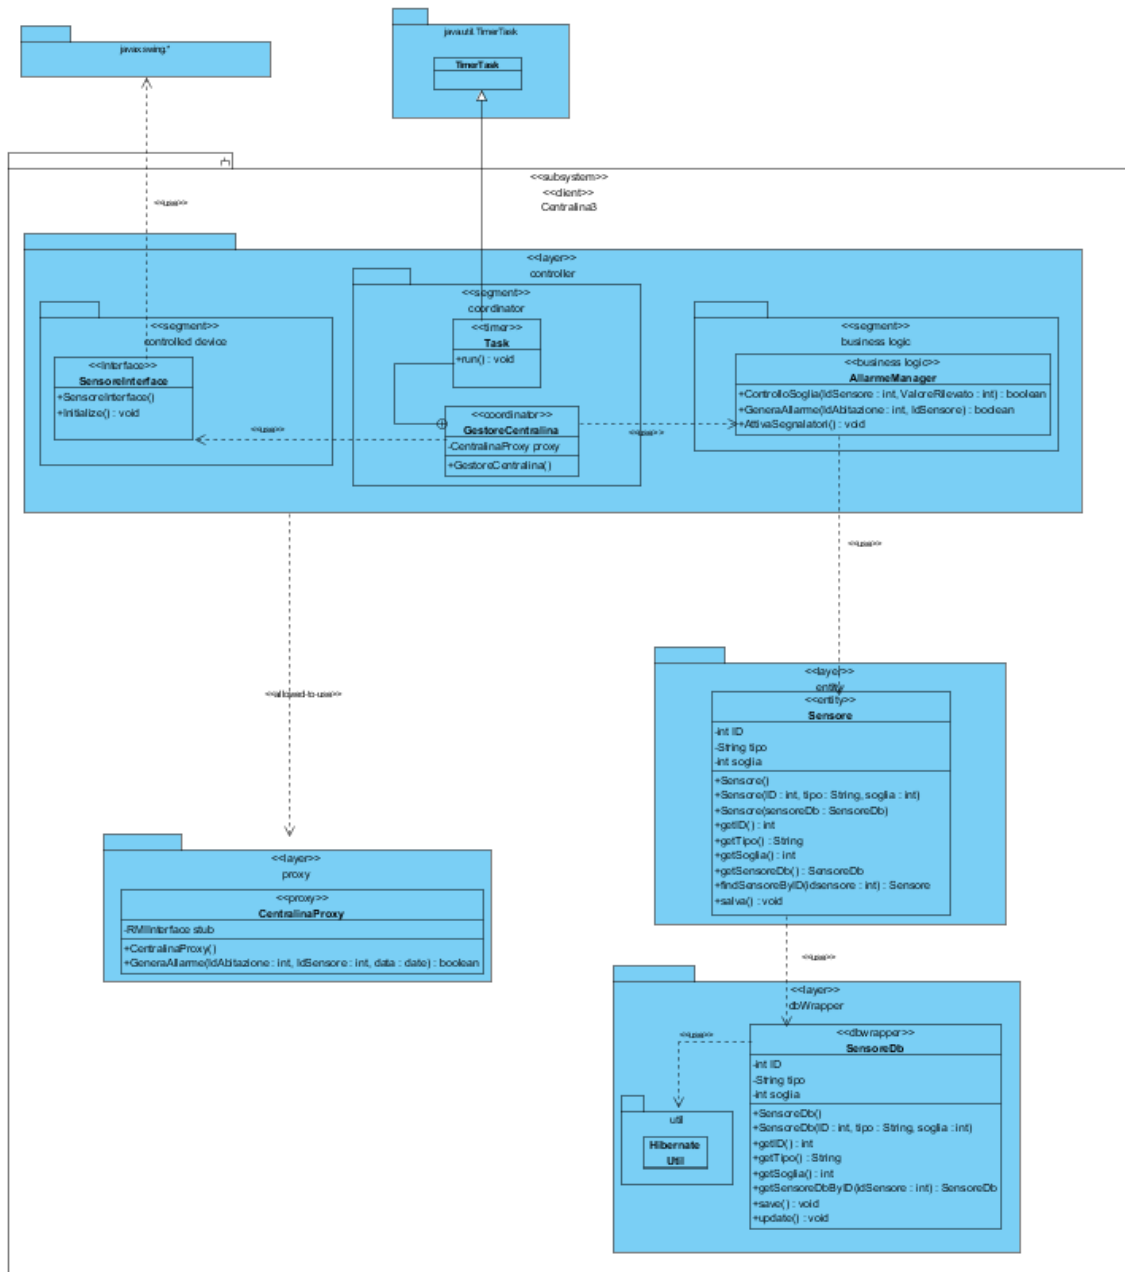 javax.swing.*
java.util.TimerTask
TimerTask
<<use>>
<<subsystem>>
<<client>>
Centralina3
<<layer>>
controller
<<segment>>
controlled device
<<Interface>>
SensoreInterface
+SensoreInterface()
+Initialize() : void
<<segment>>
coordinator
<<timer>>
Task
+run() : void
<<coordinator>>
GestoreCentralina
-CentralinaProxy proxy
+GestoreCentralina()
<<use>>
<<use>>
<<segment>>
business logic
<<business logic>>
AllarmeManager
+ControlloSoglia(IdSensore : int, ValoreRilevato : int) : boolean
+GeneraAllarme(IdAbitazione : int, IdSensore) : boolean
+AttivaSegnalatori() : void
<<use>>
<<allowed-to-use>>
<<layer>>
entity
<<entity>>
Sensore
-int ID
-String tipo
-int soglia
+Sensore()
+Sensore(ID : int, tipo : String, soglia : int)
+Sensore(sensoreDb : SensoreDb)
+getID() : int
+getTipo() : String
+getSoglia() : int
+getSensoreDb() : SensoreDb
+findSensoreByID(idsensore : int) : Sensore
+salva() : void
<<layer>>
proxy
<<proxy>>
CentralinaProxy
-RMIInterface stub
+CentralinaProxy()
+GeneraAllarme(IdAbitazione : int, IdSensore : int, data : date) : boolean
<<use>>
<<layer>>
dbWrapper
<<use>>
<<dbwrapper>>
SensoreDb
-int ID
-String tipo
-int soglia
+SensoreDb()
+SensoreDb(ID : int, tipo : String, soglia : int)
+getID() : int
+getTipo() : String
+getSoglia() : int
+getSensoreDbByID(idSensore : int) : SensoreDb
+save() : void
+update() : void
util
Hibernate
Util